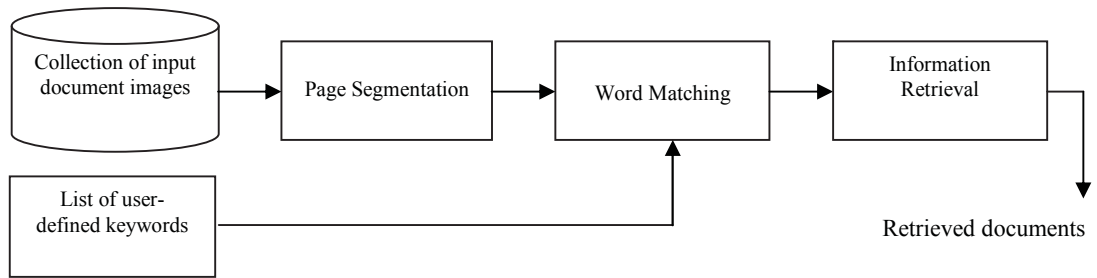 Collection of input
document images
Page Segmentation
Word Matching
Information
Retrieval
List of user-
defined keywords
Retrieved documents